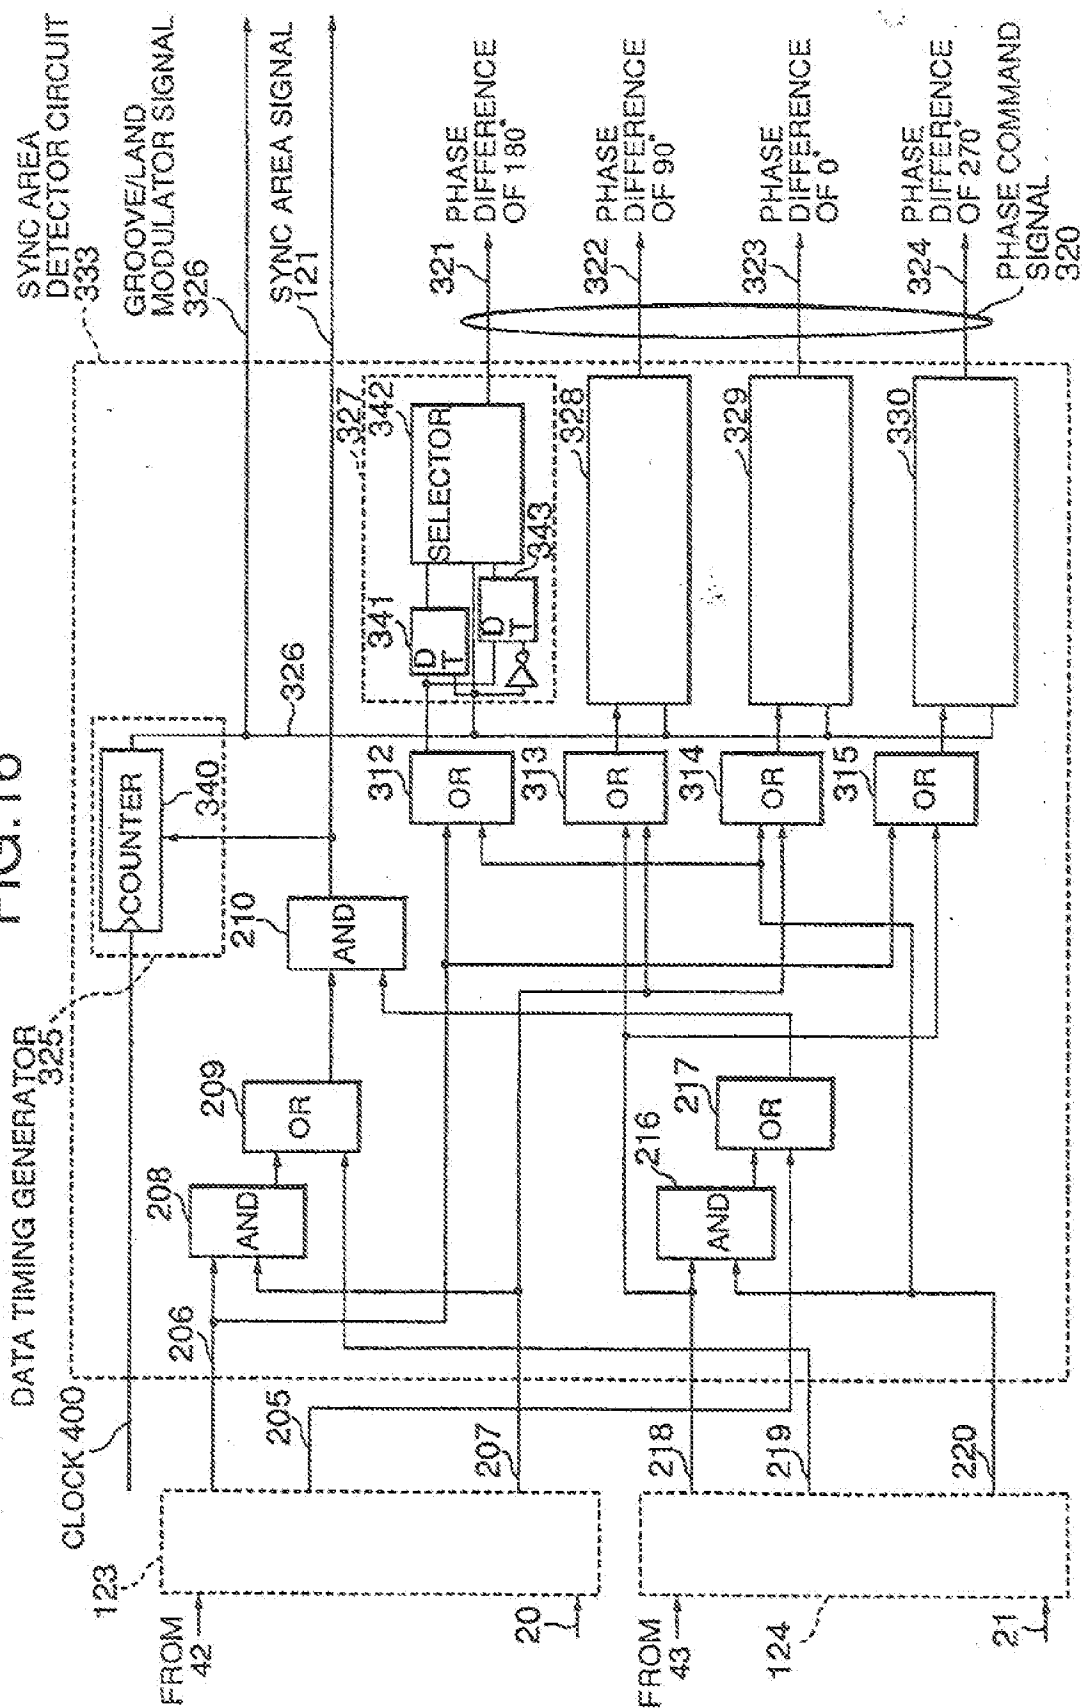 FIG. 16
SYNC AREA
DETECTOR CIRCUIT
333
GROOVE/LAND
MODULATOR SIGNAL
326
SYNC AREA SIGNAL
121
DATA TIMING GENERATOR
325
CLOCK 400
COUNTER
340
326
123
FROM
42
20
206
205
207
208
AND
209
OR
210
AND
FROM
43
124
21
218
219
220
216
AND
217
OR
312
OR
313
OR
314
OR
315
OR
327
341
D
T
342
SELECTOR
343
D
T
328
329
330
321
PHASE
DIFFERENCE
OF 180°
322
PHASE
DIFFERENCE
OF 90°
323
PHASE
DIFFERENCE
OF 0°
324
PHASE
DIFFERENCE
OF 270°
PHASE COMMAND
SIGNAL
320